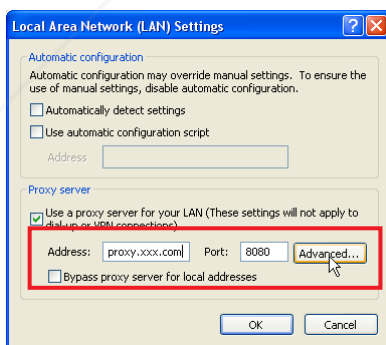 Local Area Network (LAN) Settings
Automatic configuration
Automatic configuration may override manual settings. To ensure the
use of manual settings, disable automatic configuration.
Automatically detect settings
Use automatic configuration script
Address
Proxy server
Use a proxy server for your LAN (These settings will not apply to
dial-up or VPN connections)
Address: proxy.xxx.com Port: 8080 Advanced...
Bypass proxy server for local addresses
OK Cancel